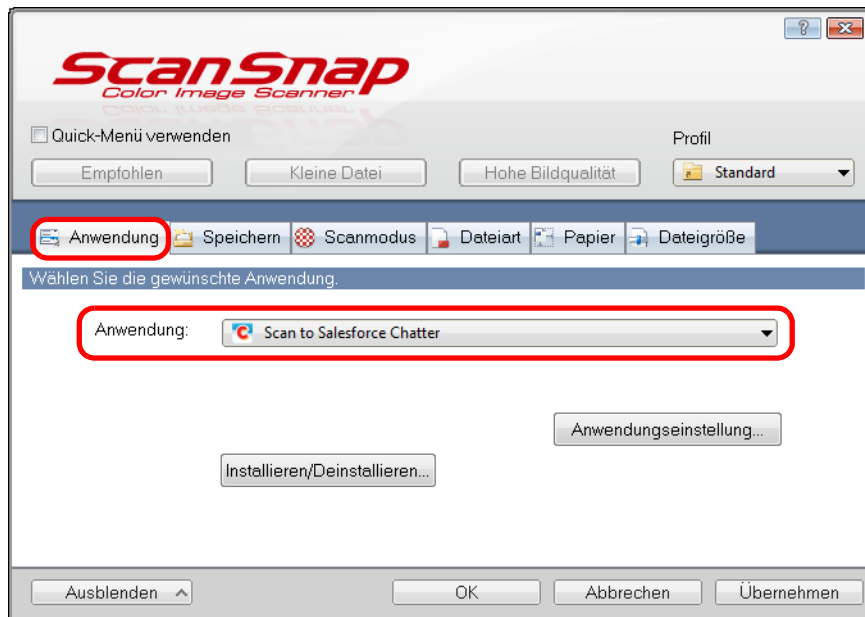 ScanSnap
Color Image Scanner
Quick-Menü verwenden
Profil
Empfohlen
Kleine Datei
Hohe Bildqualität
Standard
Anwendung
Speichern
Scanmodus
Dateiart
Papier
Dateigröße
Wählen Sie die gewünschte Anwendung.
Anwendung:
Scan to Salesforce Chatter
Anwendungseinstellung...
Installieren/Deinstallieren...
Ausblenden
OK
Abbrechen
Übernehmen